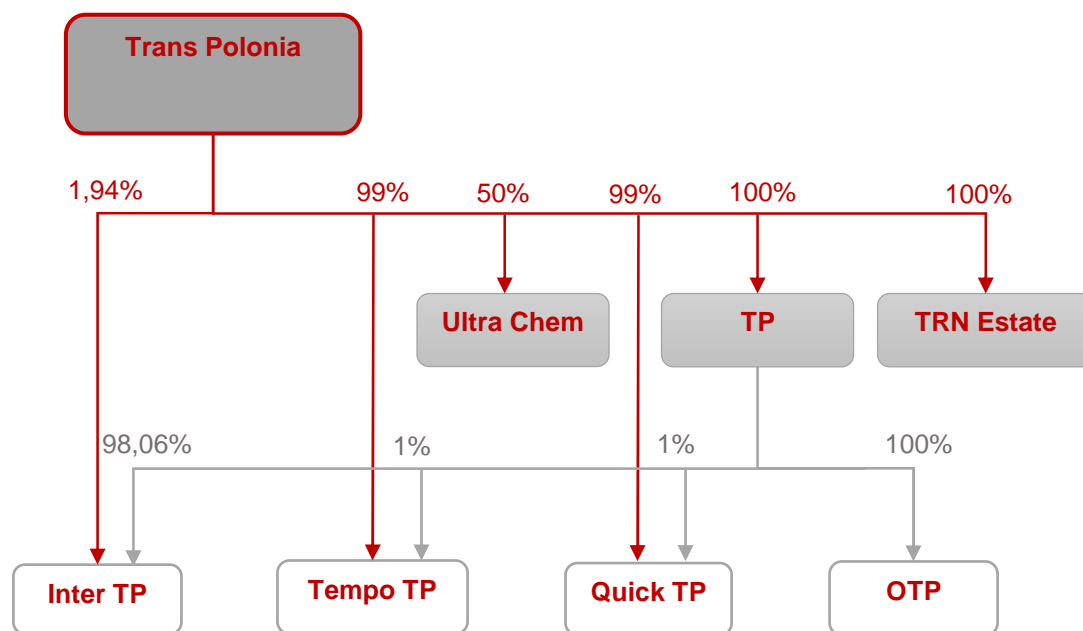 Trans Polonia
1,94%
99%
50%
99%
100%
100%
Ultra Chem
TP
TRN Estate
98,06%
1%
1%
100%
Inter TP
Tempo TP
Quick TP
OTP